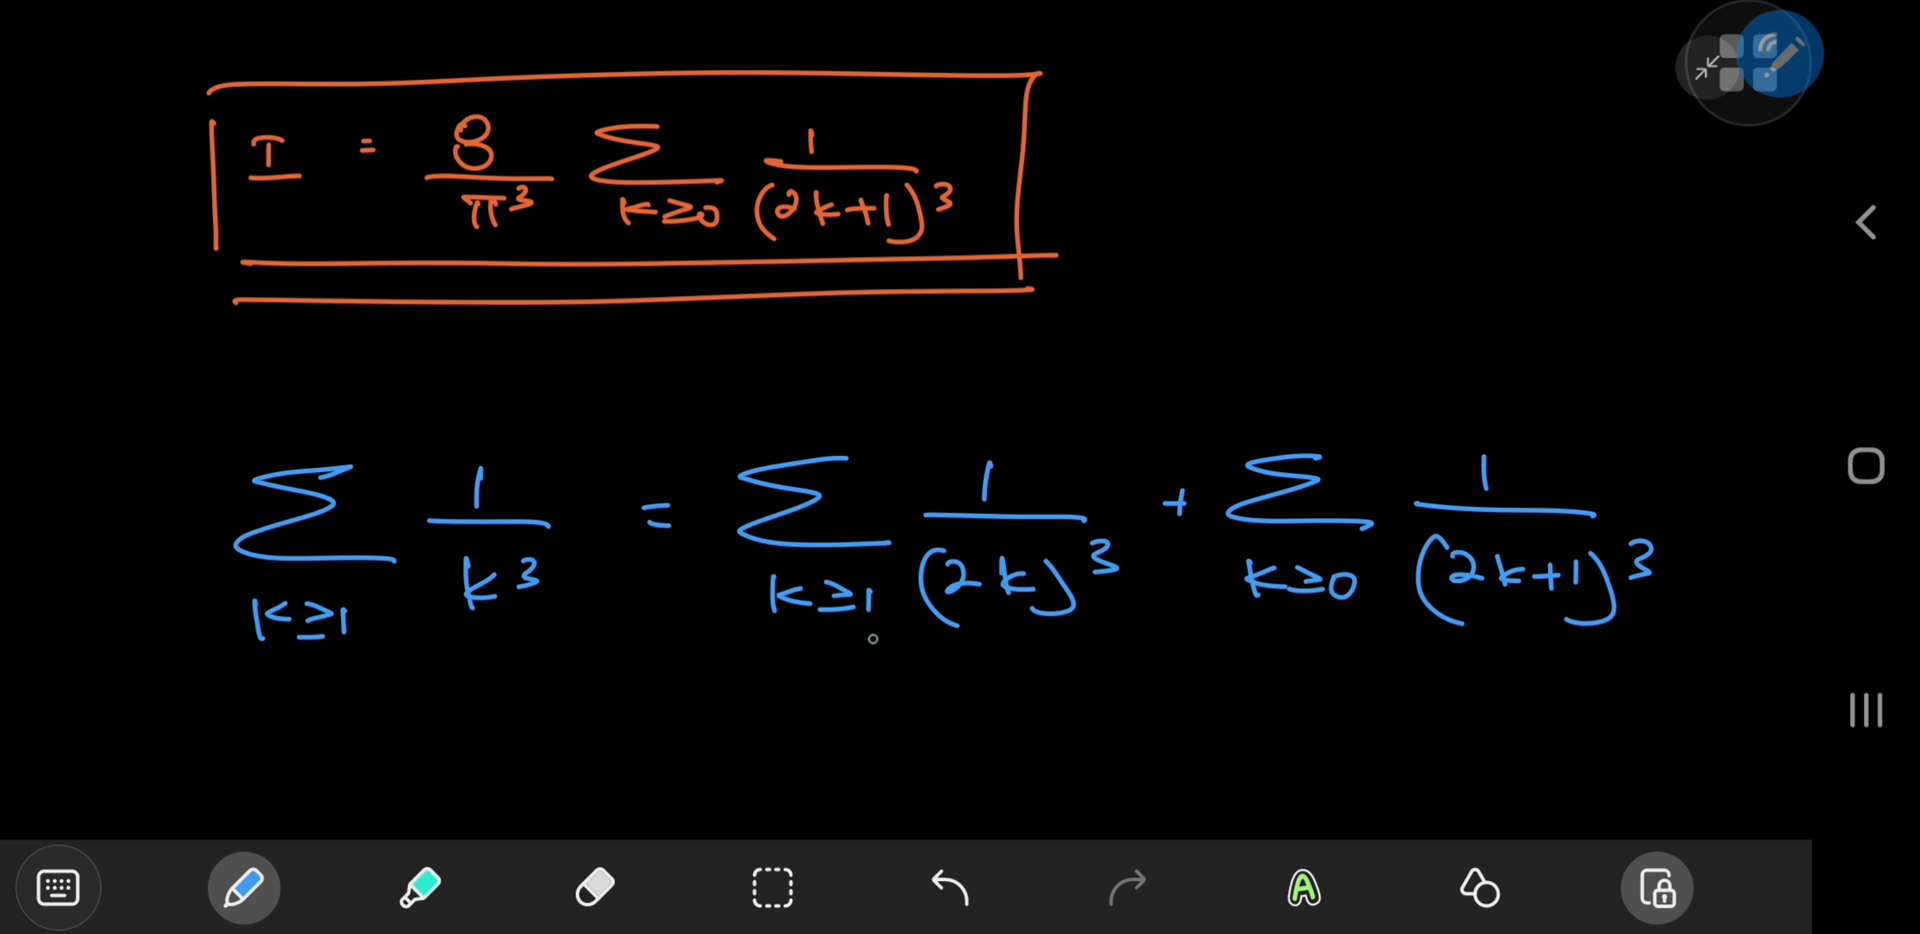 I = 8/π³ Σ_{k≥0} 1/(2k+1)³
Σ_{k≥1} 1/k³ = Σ_{k≥1} 1/(2k)³ + Σ_{k≥0} 1/(2k+1)³
A